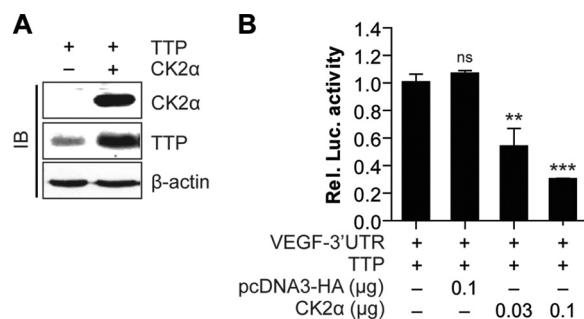 A
+ + TTP
– + CK2α
IB
CK2α
TTP
β-actin
B
Rel. Luc. activity
1.4
1.2
1.0
0.8
0.6
0.4
0.2
0.0
ns
**
***
VEGF-3'UTR + + + +
TTP + + + +
pcDNA3-HA (μg) – 0.1 – –
CK2α (μg) – – 0.03 0.1